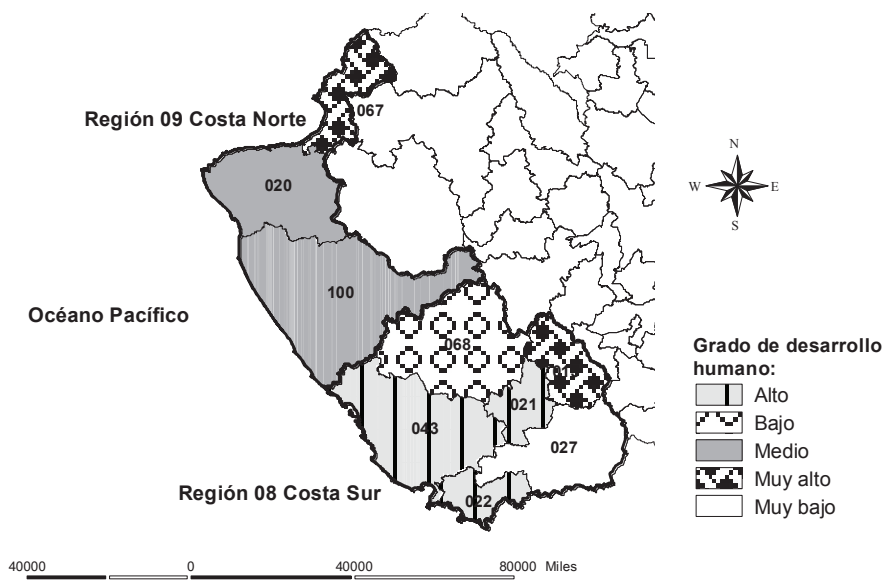 Región 09 Costa Norte
067
020
100
Océano Pacífico
068
021
043
027
Región 08 Costa Sur
022
N
W
E
S
Grado de desarrollo
humano:
Alto
Bajo
Medio
Muy alto
Muy bajo
40000
0
40000
80000 Miles